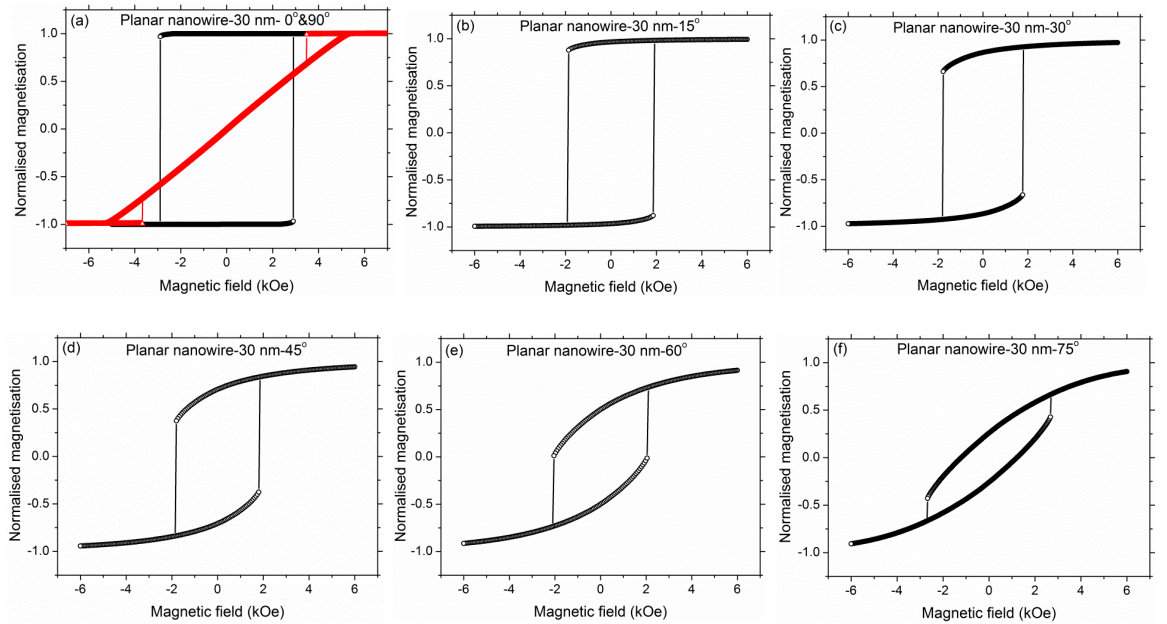 (a) Planar nanowire-30 nm- 0°&90°
Normalised magnetisation
1.0
0.5
0.0
-0.5
-1.0
-6 -4 -2 0 2 4 6
Magnetic field (kOe)
(b) Planar nanowire-30 nm-15°
Normalised magnetisation
1.0
0.5
0.0
-0.5
-1.0
-6 -4 -2 0 2 4 6
Magnetic field (kOe)
(c) Planar nanowire-30 nm-30°
Normalised magnetisation
1.0
0.5
0.0
-0.5
-1.0
-6 -4 -2 0 2 4 6
Magnetic field (kOe)
(d) Planar nanowire-30 nm-45°
Normalised magnetisation
1.0
0.5
0.0
-0.5
-1.0
-6 -4 -2 0 2 4 6
Magnetic field (kOe)
(e) Planar nanowire-30 nm-60°
Normalised magnetisation
1.0
0.5
0.0
-0.5
-1.0
-6 -4 -2 0 2 4 6
Magnetic field (kOe)
(f) Planar nanowire-30 nm-75°
Normalised magnetisation
1.0
0.5
0.0
-0.5
-1.0
-6 -4 -2 0 2 4 6
Magnetic field (kOe)